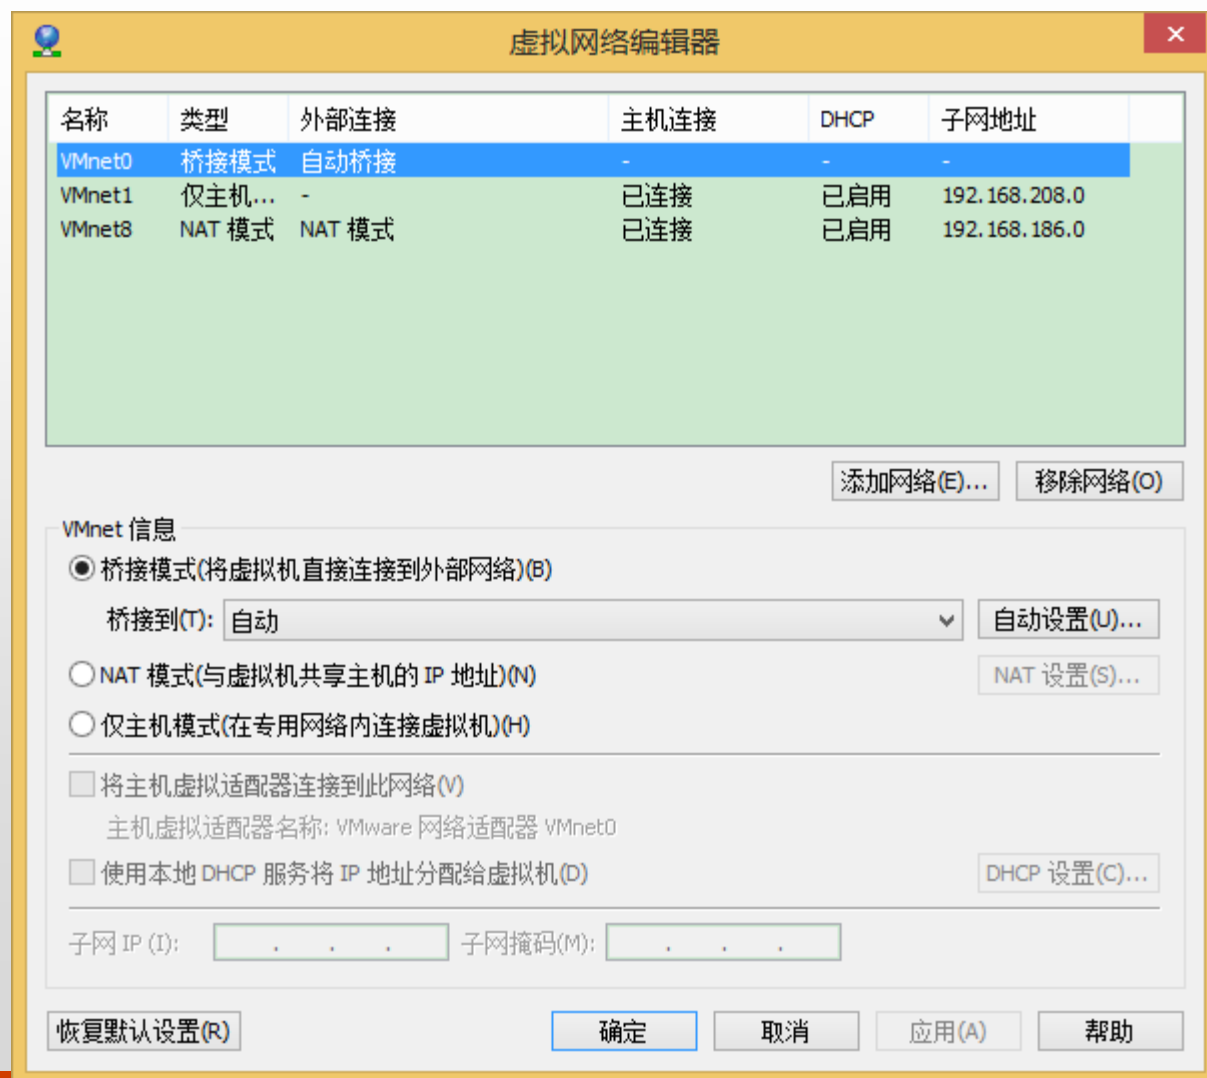 虚拟网络编辑器
名称 类型 外部连接 主机连接 DHCP 子网地址
VMnet0 桥接模式 自动桥接 - - -
VMnet1 仅主机... - 已连接 已启用 192.168.208.0
VMnet8 NAT 模式 NAT 模式 已连接 已启用 192.168.186.0
添加网络(E)... 移除网络(O)
VMnet 信息
桥接模式(将虚拟机直接连接到外部网络)(B)
桥接到(T): 自动 自动设置(U)...
NAT 模式(与虚拟机共享主机的 IP 地址)(N) NAT 设置(S)...
仅主机模式(在专用网络内连接虚拟机)(H)
将主机虚拟适配器连接到此网络(V)
主机虚拟适配器名称: VMware 网络适配器 VMnet0
使用本地 DHCP 服务将 IP 地址分配给虚拟机(D) DHCP 设置(C)...
子网 IP (I): . . . 子网掩码(M): . . .
恢复默认设置(R) 确定 取消 应用(A) 帮助